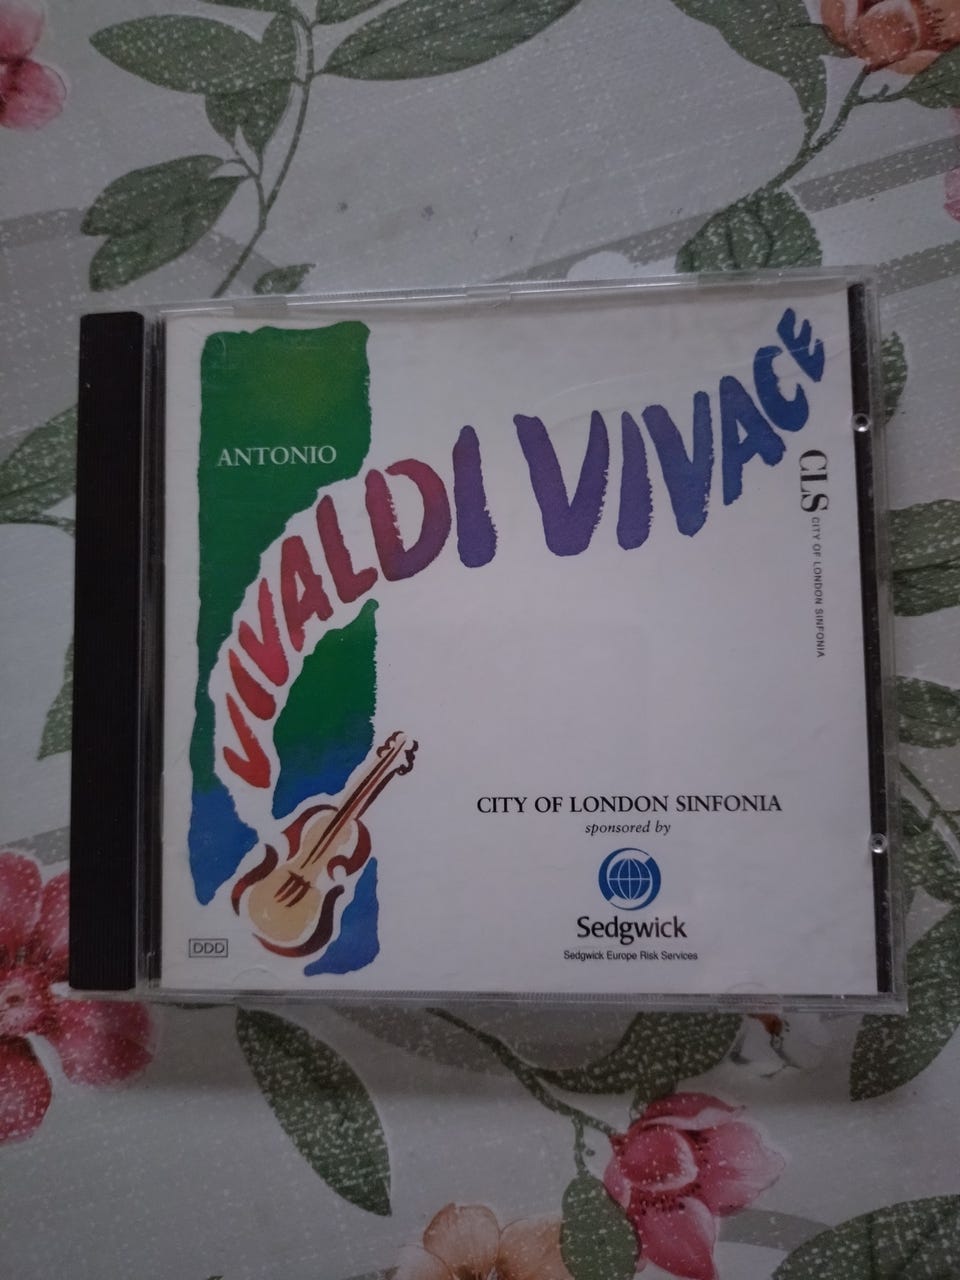 ANTONIO
VIVALDI VIVACE
CLS CITY OF LONDON SINFONIA
CITY OF LONDON SINFONIA
sponsored by
Sedgwick
Sedgwick Europe Risk Services
DDD